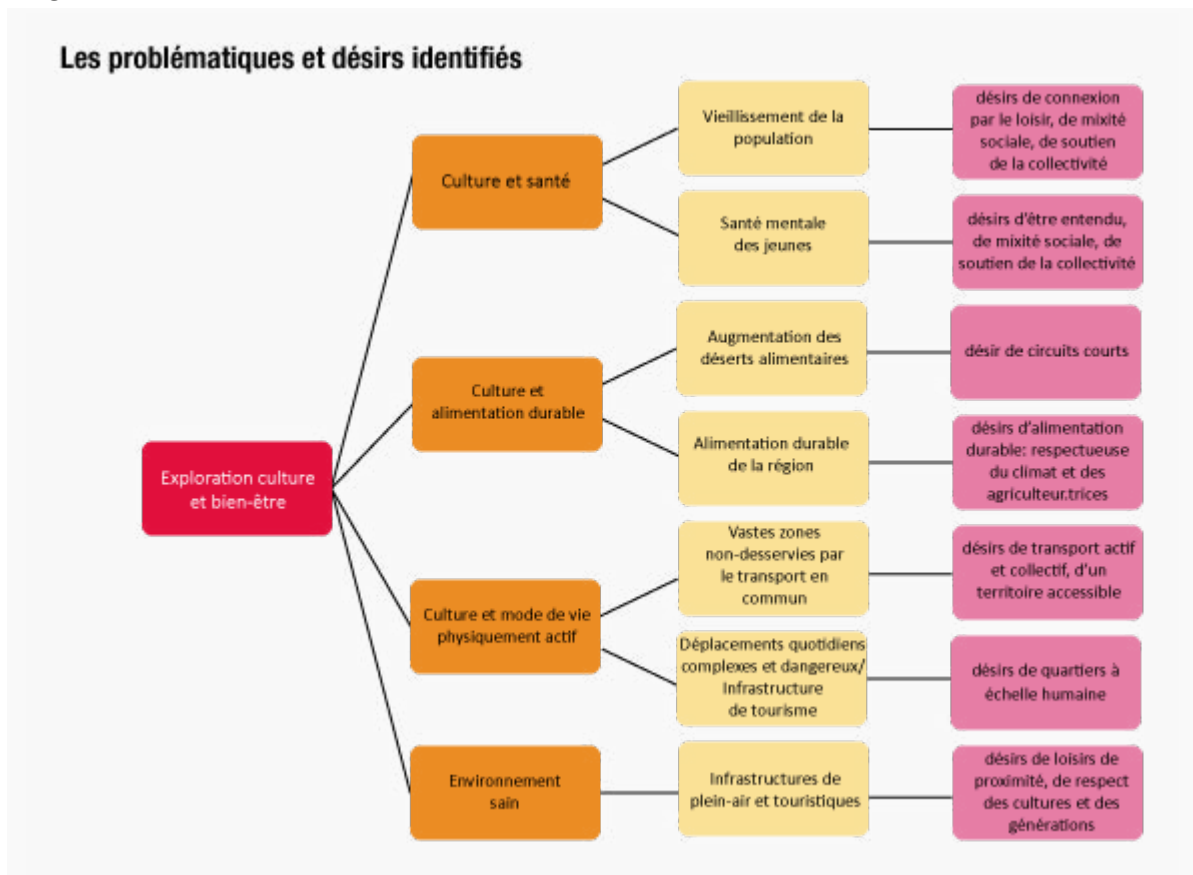 Les problématiques et désirs identifiés
Exploration culture
et bien-être
Culture et santé
Vieillissement de la
population
désirs de connexion
par le loisir, de mixité
sociale, de soutien
de la collectivité
Santé mentale
des jeunes
désirs d'être entendu,
de mixité sociale, de
soutien de la collectivité
Culture et
alimentation durable
Augmentation des
déserts alimentaires
désir de circuits courts
Alimentation durable
de la région
désirs d'alimentation
durable: respectueuse
du climat et des
agriculteur.trices
Culture et mode de vie
physiquement actif
Vastes zones
non-desservies par
le transport en
commun
désirs de transport actif
et collectif, d'un
territoire accessible
Déplacements quotidiens
complexes et dangereux/
Infrastructure
de tourisme
désirs de quartiers à
échelle humaine
Environnement
sain
Infrastructures de
plein-air et touristiques
désirs de loisirs de
proximité, de respect
des cultures et des
générations